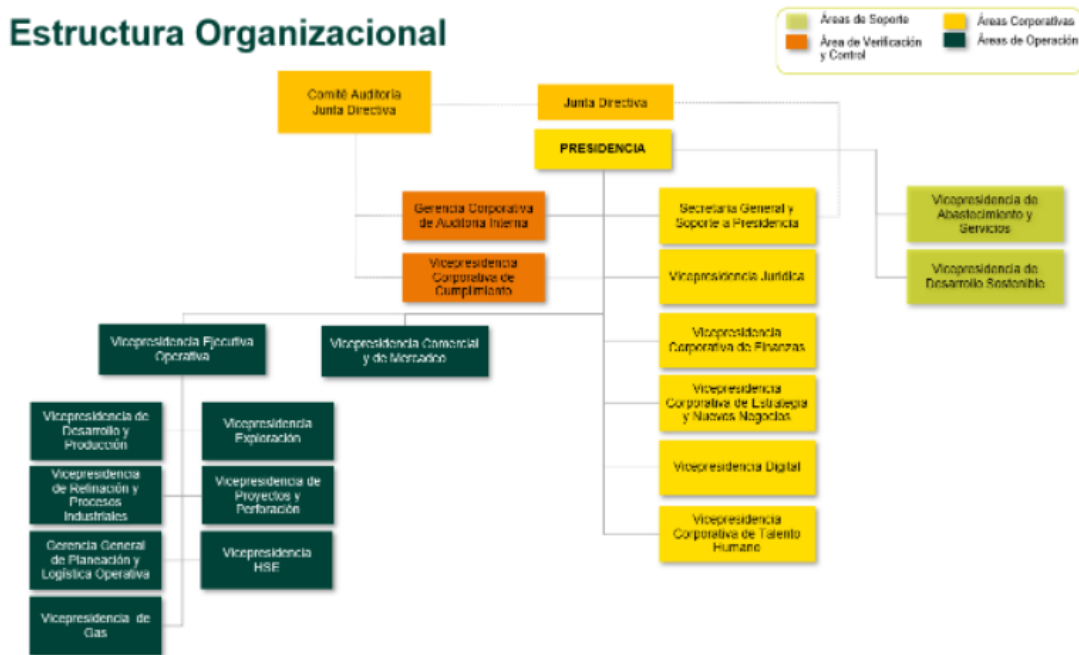 Estructura Organizacional
Áreas de Soporte
Áreas Corporativas
Área de Verificación
y Control
Áreas de Operación
Comité Auditoría
Junta Directiva
Junta Directiva
PRESIDENCIA
Gerencia Corporativa
de Auditoria Interna
Secretaria General y
Soporte a Presidencia
Vicepresidencia de
Abastecimiento y
Servicios
Vicepresidencia
Corporativa de
Cumplimiento
Vicepresidencia Jurídica
Vicepresidencia de
Desarrollo Sostenible
Vicepresidencia Ejecutiva
Operativa
Vicepresidencia Comercial
y de Mercadeo
Vicepresidencia
Corporativa de Finanzas
Vicepresidencia
Corporativa de Estrategia
y Nuevos Negocios
Vicepresidencia de
Desarrollo y
Producción
Vicepresidencia
Exploración
Vicepresidencia Digital
Vicepresidencia
de Refinación y
Procesos
Industriales
Vicepresidencia de
Proyectos y
Perforación
Vicepresidencia
Corporativa de Talento
Humano
Gerencia General
de Planeación y
Logística Operativa
Vicepresidencia
HSE
Vicepresidencia de
Gas